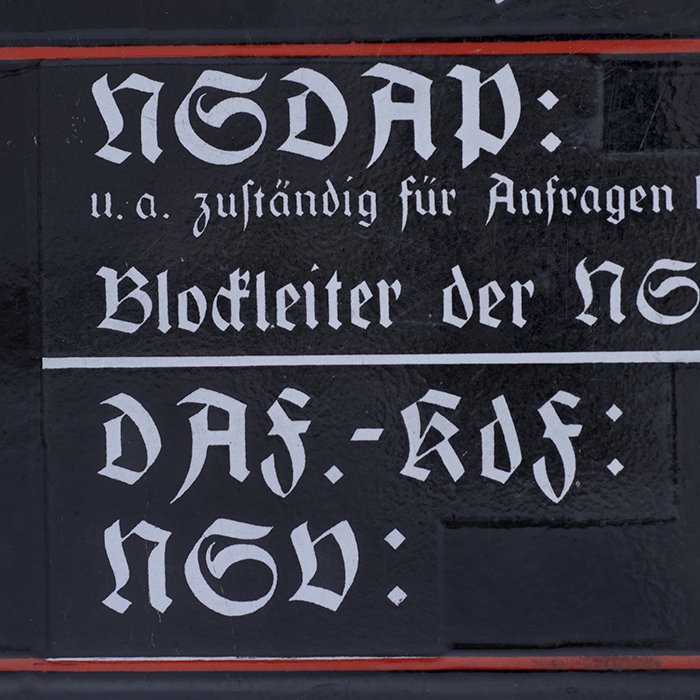 NSDAP:
u. a. zuſtändig für Anfragen
Blockleiter der NS
DAF.-KdF:
NSV: